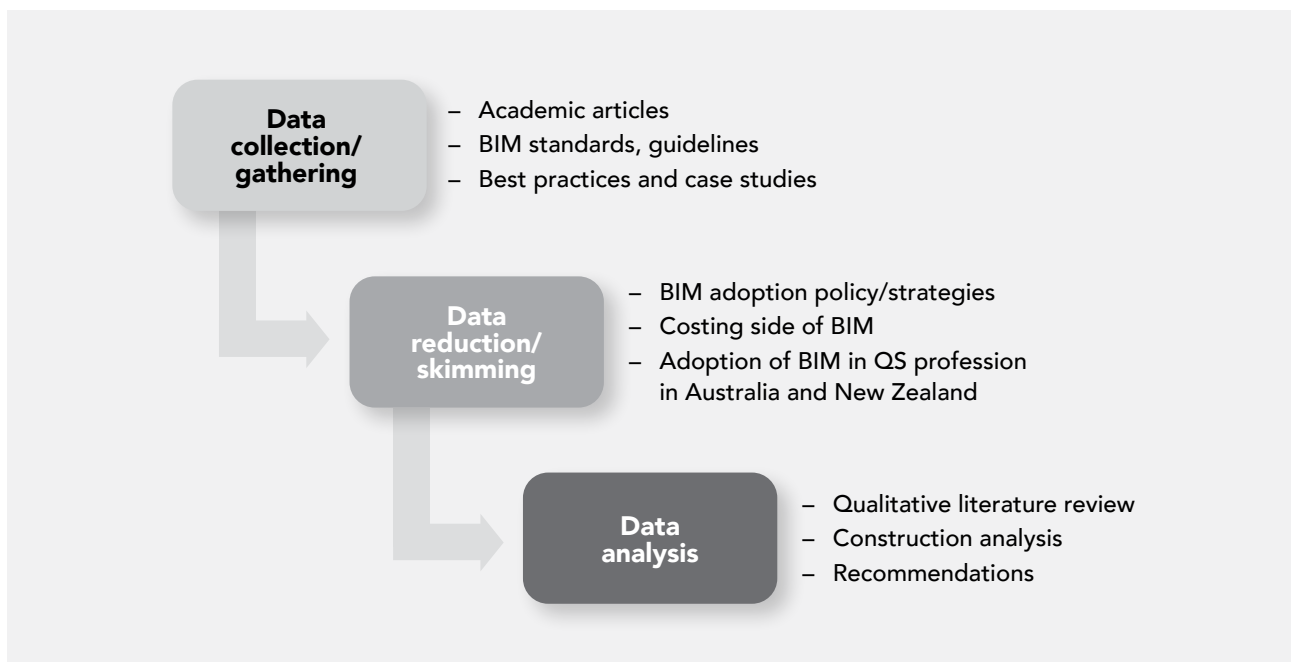 Data
collection/
gathering
– Academic articles
– BIM standards, guidelines
– Best practices and case studies
Data
reduction/
skimming
– BIM adoption policy/strategies
– Costing side of BIM
– Adoption of BIM in QS profession
in Australia and New Zealand
Data
analysis
– Qualitative literature review
– Construction analysis
– Recommendations